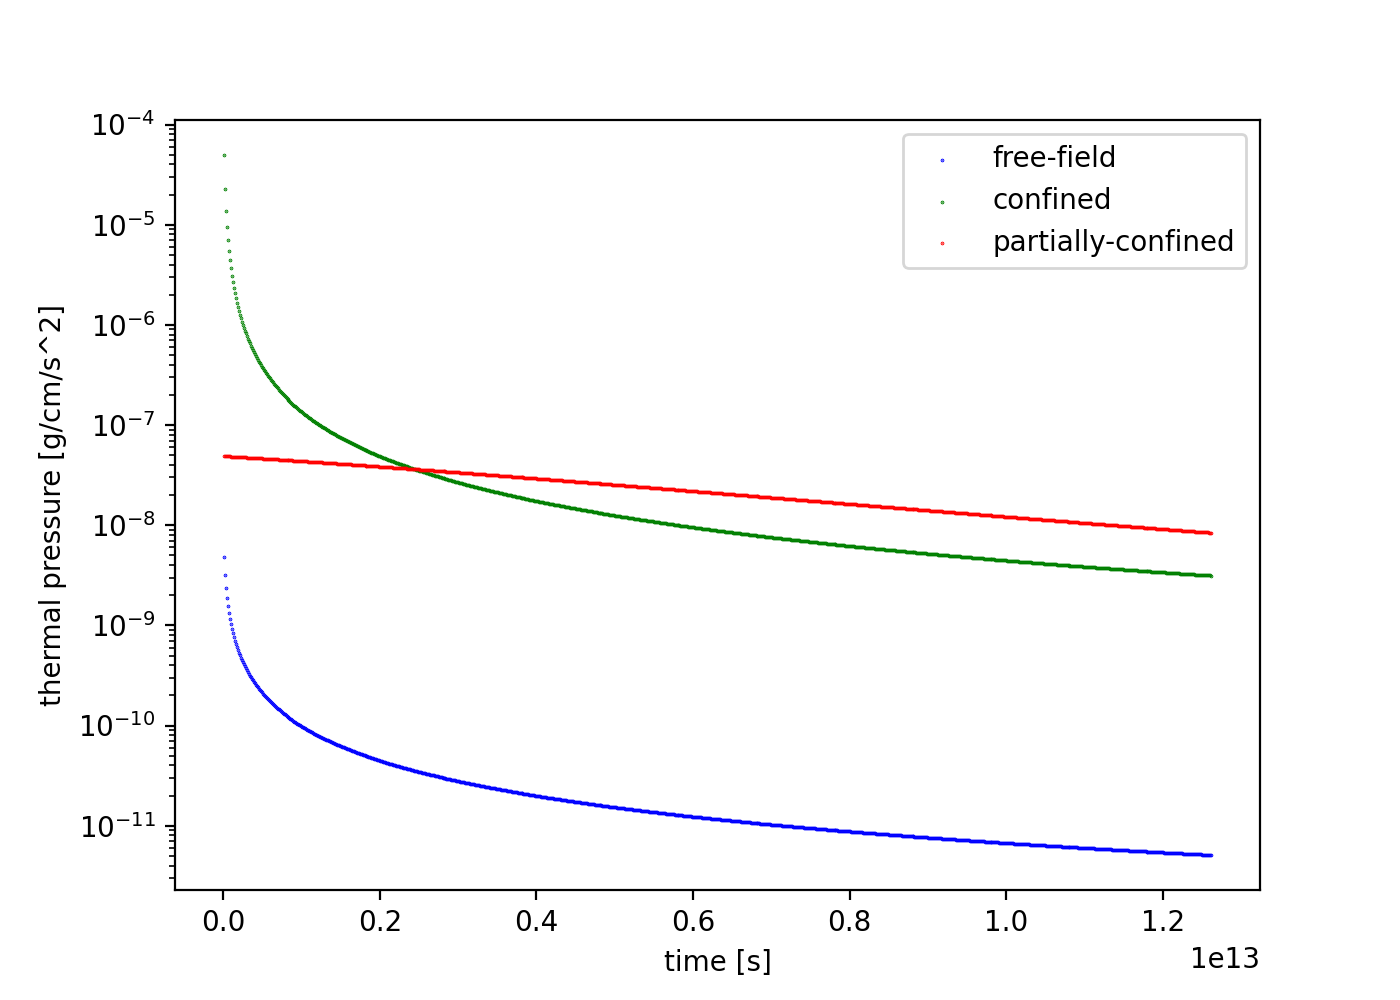 free-field
confined
partially-confined
thermal pressure [g/cm/s^2]
10⁻⁴
10⁻⁵
10⁻⁶
10⁻⁷
10⁻⁸
10⁻⁹
10⁻¹⁰
10⁻¹¹
0.0 0.2 0.4 0.6 0.8 1.0 1.2
time [s]
1e13